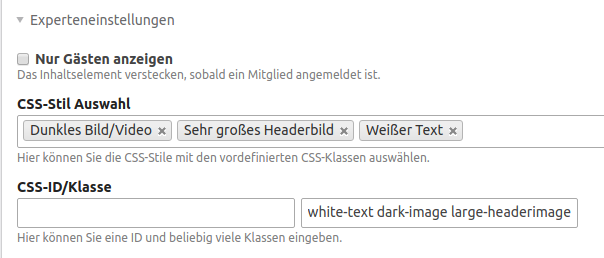 Experteneinstellungen
Nur Gästen anzeigen
Das Inhaltselement verstecken, sobald ein Mitglied angemeldet ist.
CSS-Stil Auswahl
Dunkles Bild/Video × Sehr großes Headerbild × Weißer Text ×
Hier können Sie die CSS-Stile mit den vordefinierten CSS-Klassen auswählen.
CSS-ID/Klasse
white-text dark-image large-headerimage
Hier können Sie eine ID und beliebig viele Klassen eingeben.